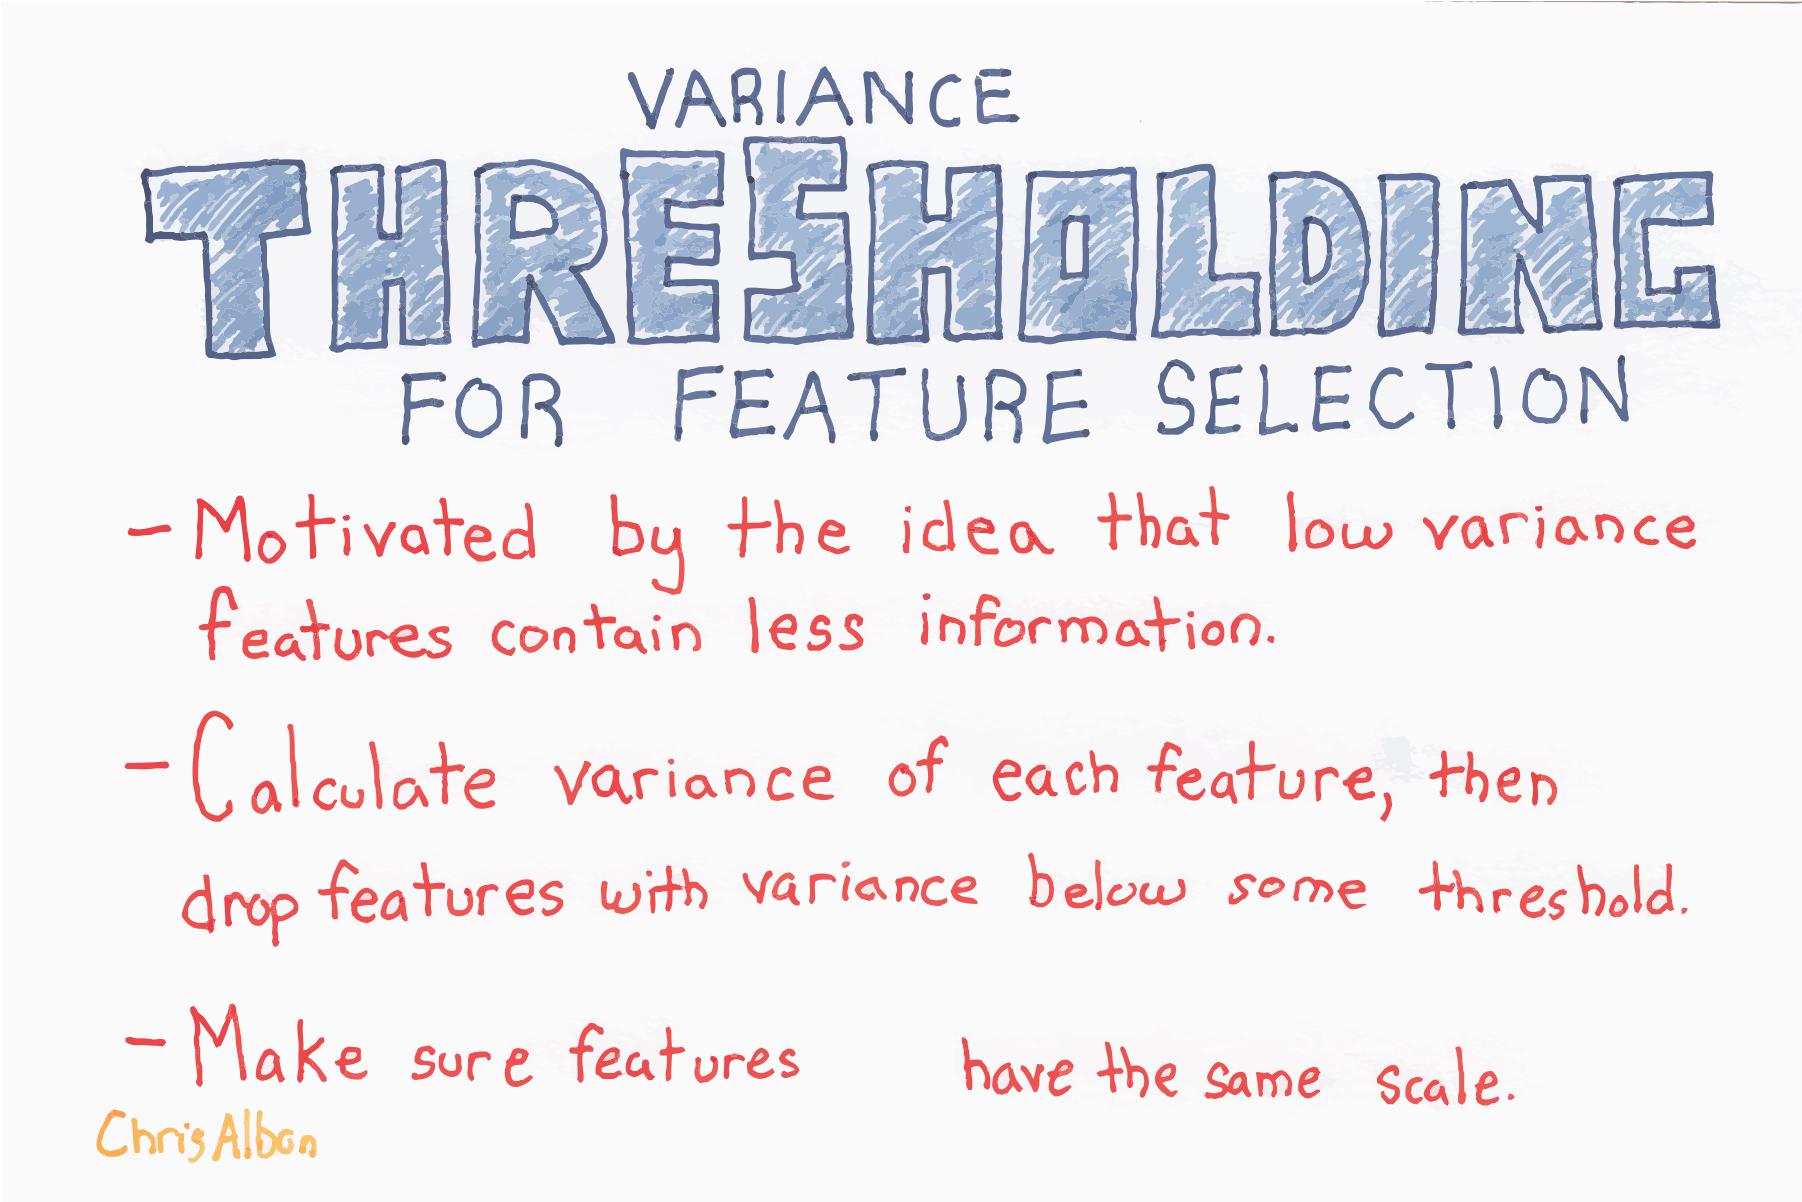 VARIANCE
THRESHOLDING
FOR FEATURE SELECTION
- Motivated by the idea that low variance
features contain less information.
- Calculate variance of each feature, then
drop features with variance below some threshold.
- Make sure features have the same scale.
Chris Albon